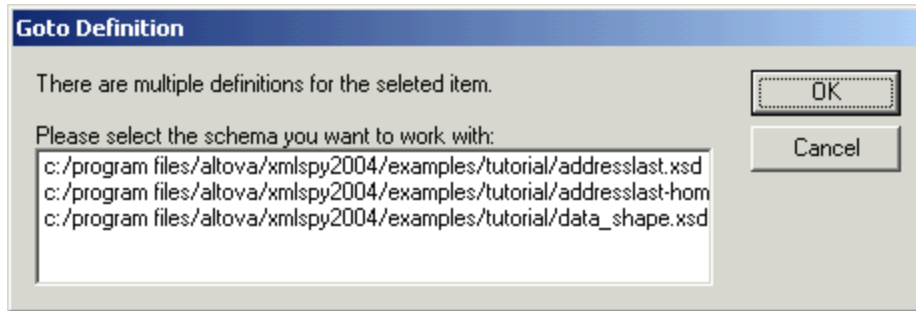 Goto Definition
There are multiple definitions for the seleted item.
OK
Please select the schema you want to work with:
Cancel
c:/program files/altova/xmlspy2004/examples/tutorial/addresslast.xsd
c:/program files/altova/xmlspy2004/examples/tutorial/addresslast-hom
c:/program files/altova/xmlspy2004/examples/tutorial/data_shape.xsd